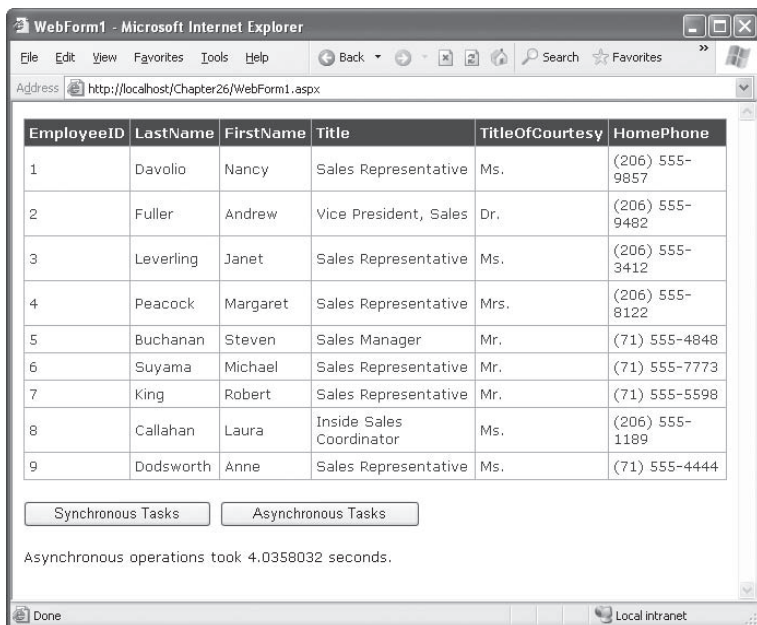 WebForm1 - Microsoft Internet Explorer
File Edit View Favorites Tools Help Back Search Favorites »
Address http://localhost/Chapter26/WebForm1.aspx
EmployeeID LastName FirstName Title TitleOfCourtesy HomePhone
1 Davolio Nancy Sales Representative Ms. (206) 555-
9857
2 Fuller Andrew Vice President, Sales Dr. (206) 555-
9482
3 Leverling Janet Sales Representative Ms. (206) 555-
3412
4 Peacock Margaret Sales Representative Mrs. (206) 555-
8122
5 Buchanan Steven Sales Manager Mr. (71) 555-4848
6 Suyama Michael Sales Representative Mr. (71) 555-7773
7 King Robert Sales Representative Mr. (71) 555-5598
8 Callahan Laura Inside Sales Ms. (206) 555-
Coordinator 1189
9 Dodsworth Anne Sales Representative Ms. (71) 555-4444
Synchronous Tasks Asynchronous Tasks
Asynchronous operations took 4.0358032 seconds.
Done Local intranet